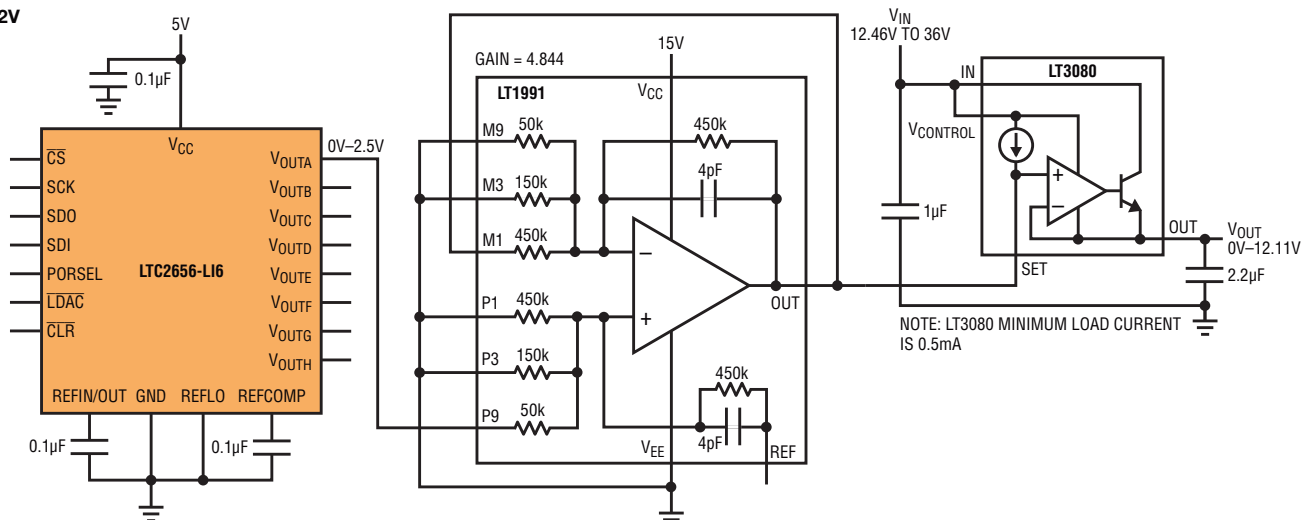 2V
5V
0.1µF
VCC
CS
SCK
SDO
SDI
PORSEL
LDAC
CLR
LTC2656-LI6
VOUTA
VOUTB
VOUTC
VOUTD
VOUTE
VOUTF
VOUTG
VOUTH
REFIN/OUT GND REFLO REFCOMP
0.1µF
0.1µF
0V–2.5V
GAIN = 4.844
15V
LT1991
VCC
M9 50k
M3 150k
M1 450k
P1 450k
P3 150k
P9 50k
450k
4pF
–
+
OUT
450k
4pF
VEE
REF
VIN
12.46V TO 36V
IN
LT3080
VCONTROL
+
–
1µF
SET
OUT
VOUT
0V–12.11V
2.2µF
NOTE: LT3080 MINIMUM LOAD CURRENT
IS 0.5mA